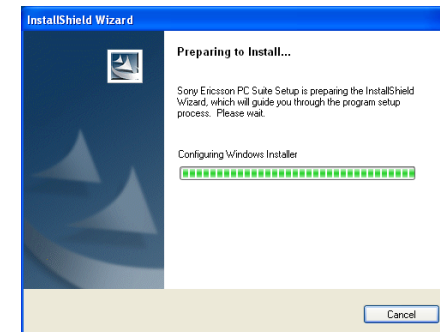 InstallShield Wizard
Preparing to Install...
Sony Ericsson PC Suite Setup is preparing the InstallShield
Wizard, which will guide you through the program setup
process. Please wait.
Configuring Windows Installer
Cancel